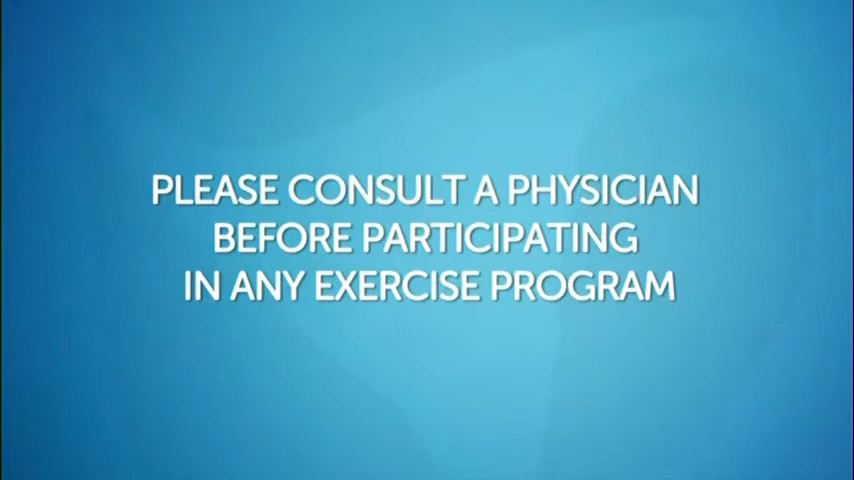 PLEASE CONSULT A PHYSICIAN
BEFORE PARTICIPATING
IN ANY EXERCISE PROGRAM